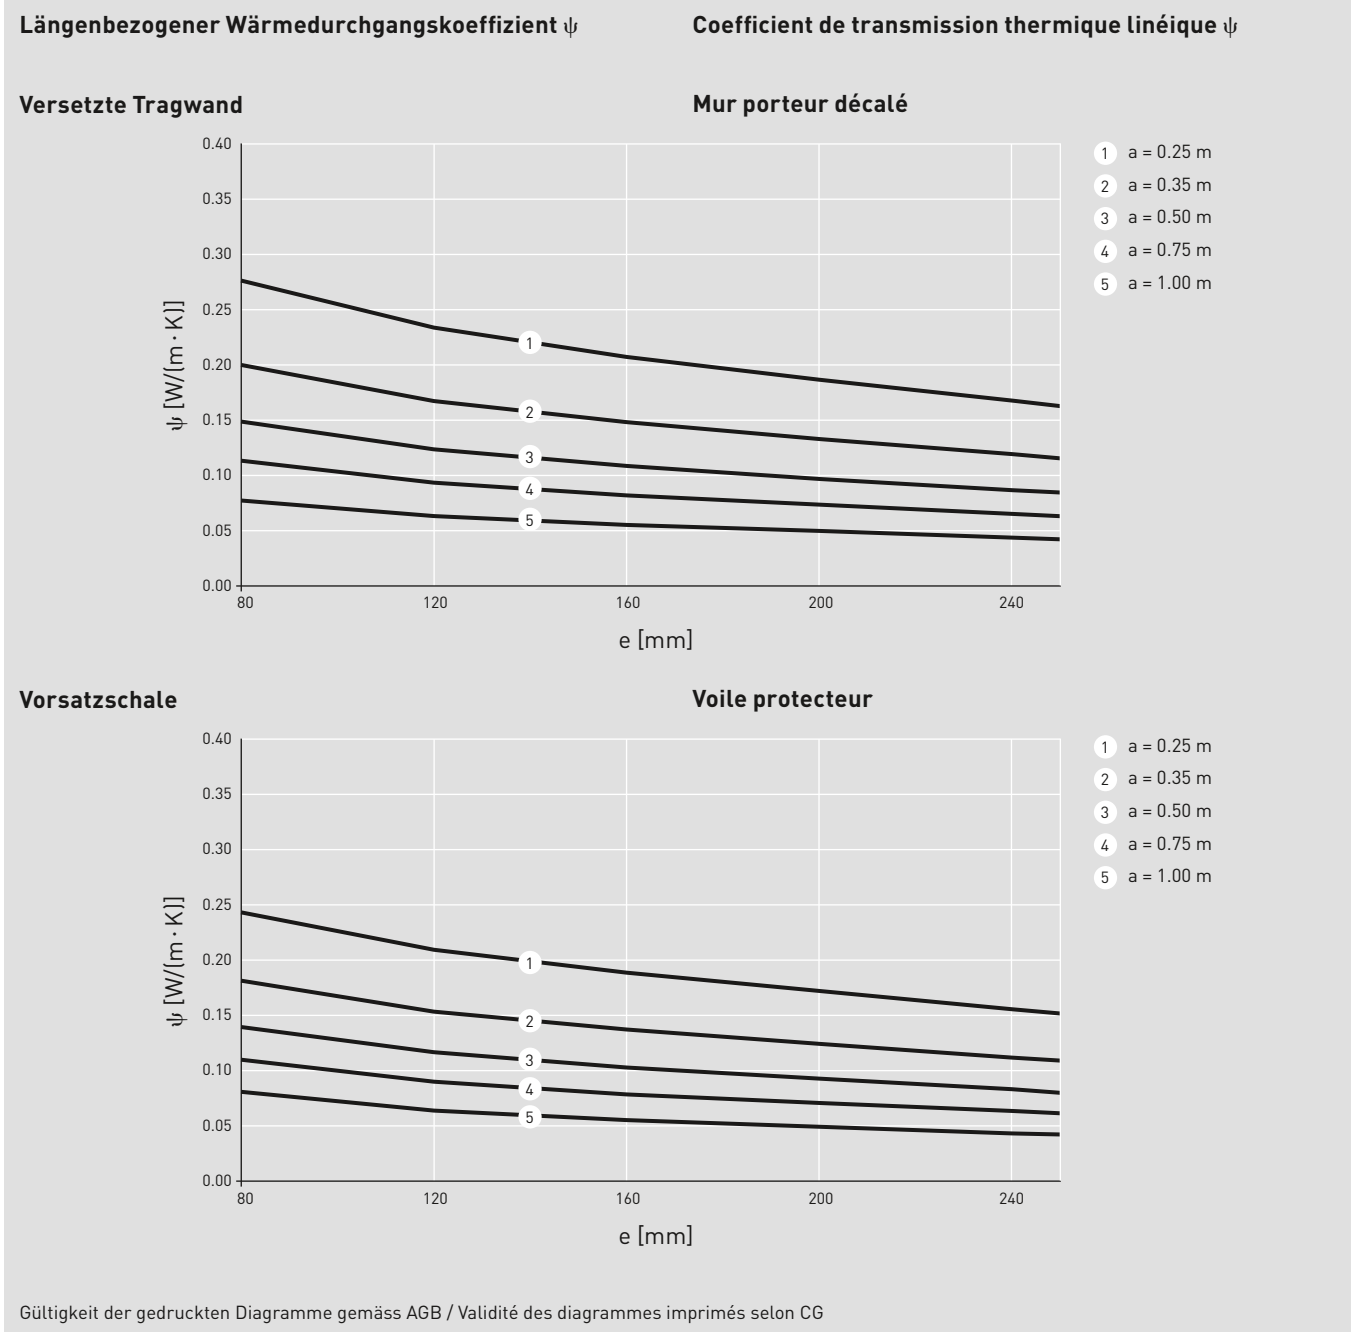 Längenbezogener Wärmedurchgangskoeffizient ψ
Coefficient de transmission thermique linéique ψ
Versetzte Tragwand
Mur porteur décalé
0.40
0.35
0.30
0.25
0.20
0.15
0.10
0.05
0.00
ψ [W/(m · K)]
80
120
160
200
240
e [mm]
1
2
3
4
5
1 a = 0.25 m
2 a = 0.35 m
3 a = 0.50 m
4 a = 0.75 m
5 a = 1.00 m
Vorsatzschale
Voile protecteur
0.40
0.35
0.30
0.25
0.20
0.15
0.10
0.05
0.00
ψ [W/(m · K)]
80
120
160
200
240
e [mm]
1
2
3
4
5
1 a = 0.25 m
2 a = 0.35 m
3 a = 0.50 m
4 a = 0.75 m
5 a = 1.00 m
Gültigkeit der gedruckten Diagramme gemäss AGB / Validité des diagrammes imprimés selon CG